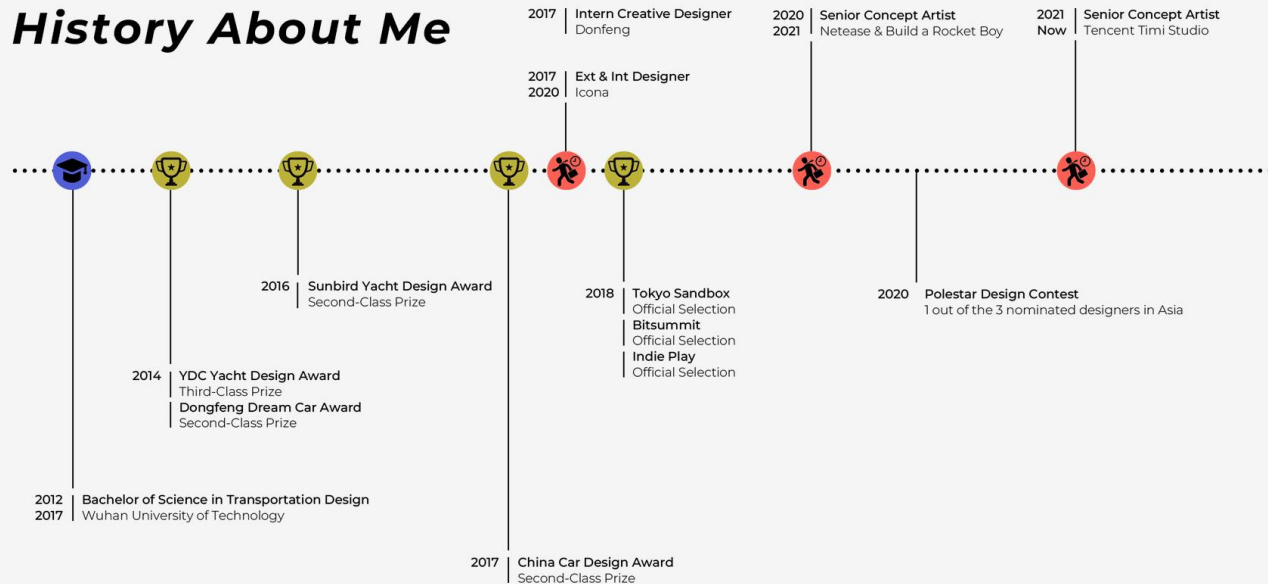 History About Me
2017 Intern Creative Designer
Donfeng
2017 Ext & Int Designer
2020 Icona
2020 Senior Concept Artist
2021 Netease & Build a Rocket Boy
2021 Senior Concept Artist
Now Tencent Timi Studio
2016 Sunbird Yacht Design Award
Second-Class Prize
2018 Tokyo Sandbox
Official Selection
Bitsummit
Official Selection
Indie Play
Official Selection
2020 Polestar Design Contest
1 out of the 3 nominated designers in Asia
2014 YDC Yacht Design Award
Third-Class Prize
Dongfeng Dream Car Award
Second-Class Prize
2012 Bachelor of Science in Transportation Design
2017 Wuhan University of Technology
2017 China Car Design Award
Second-Class Prize